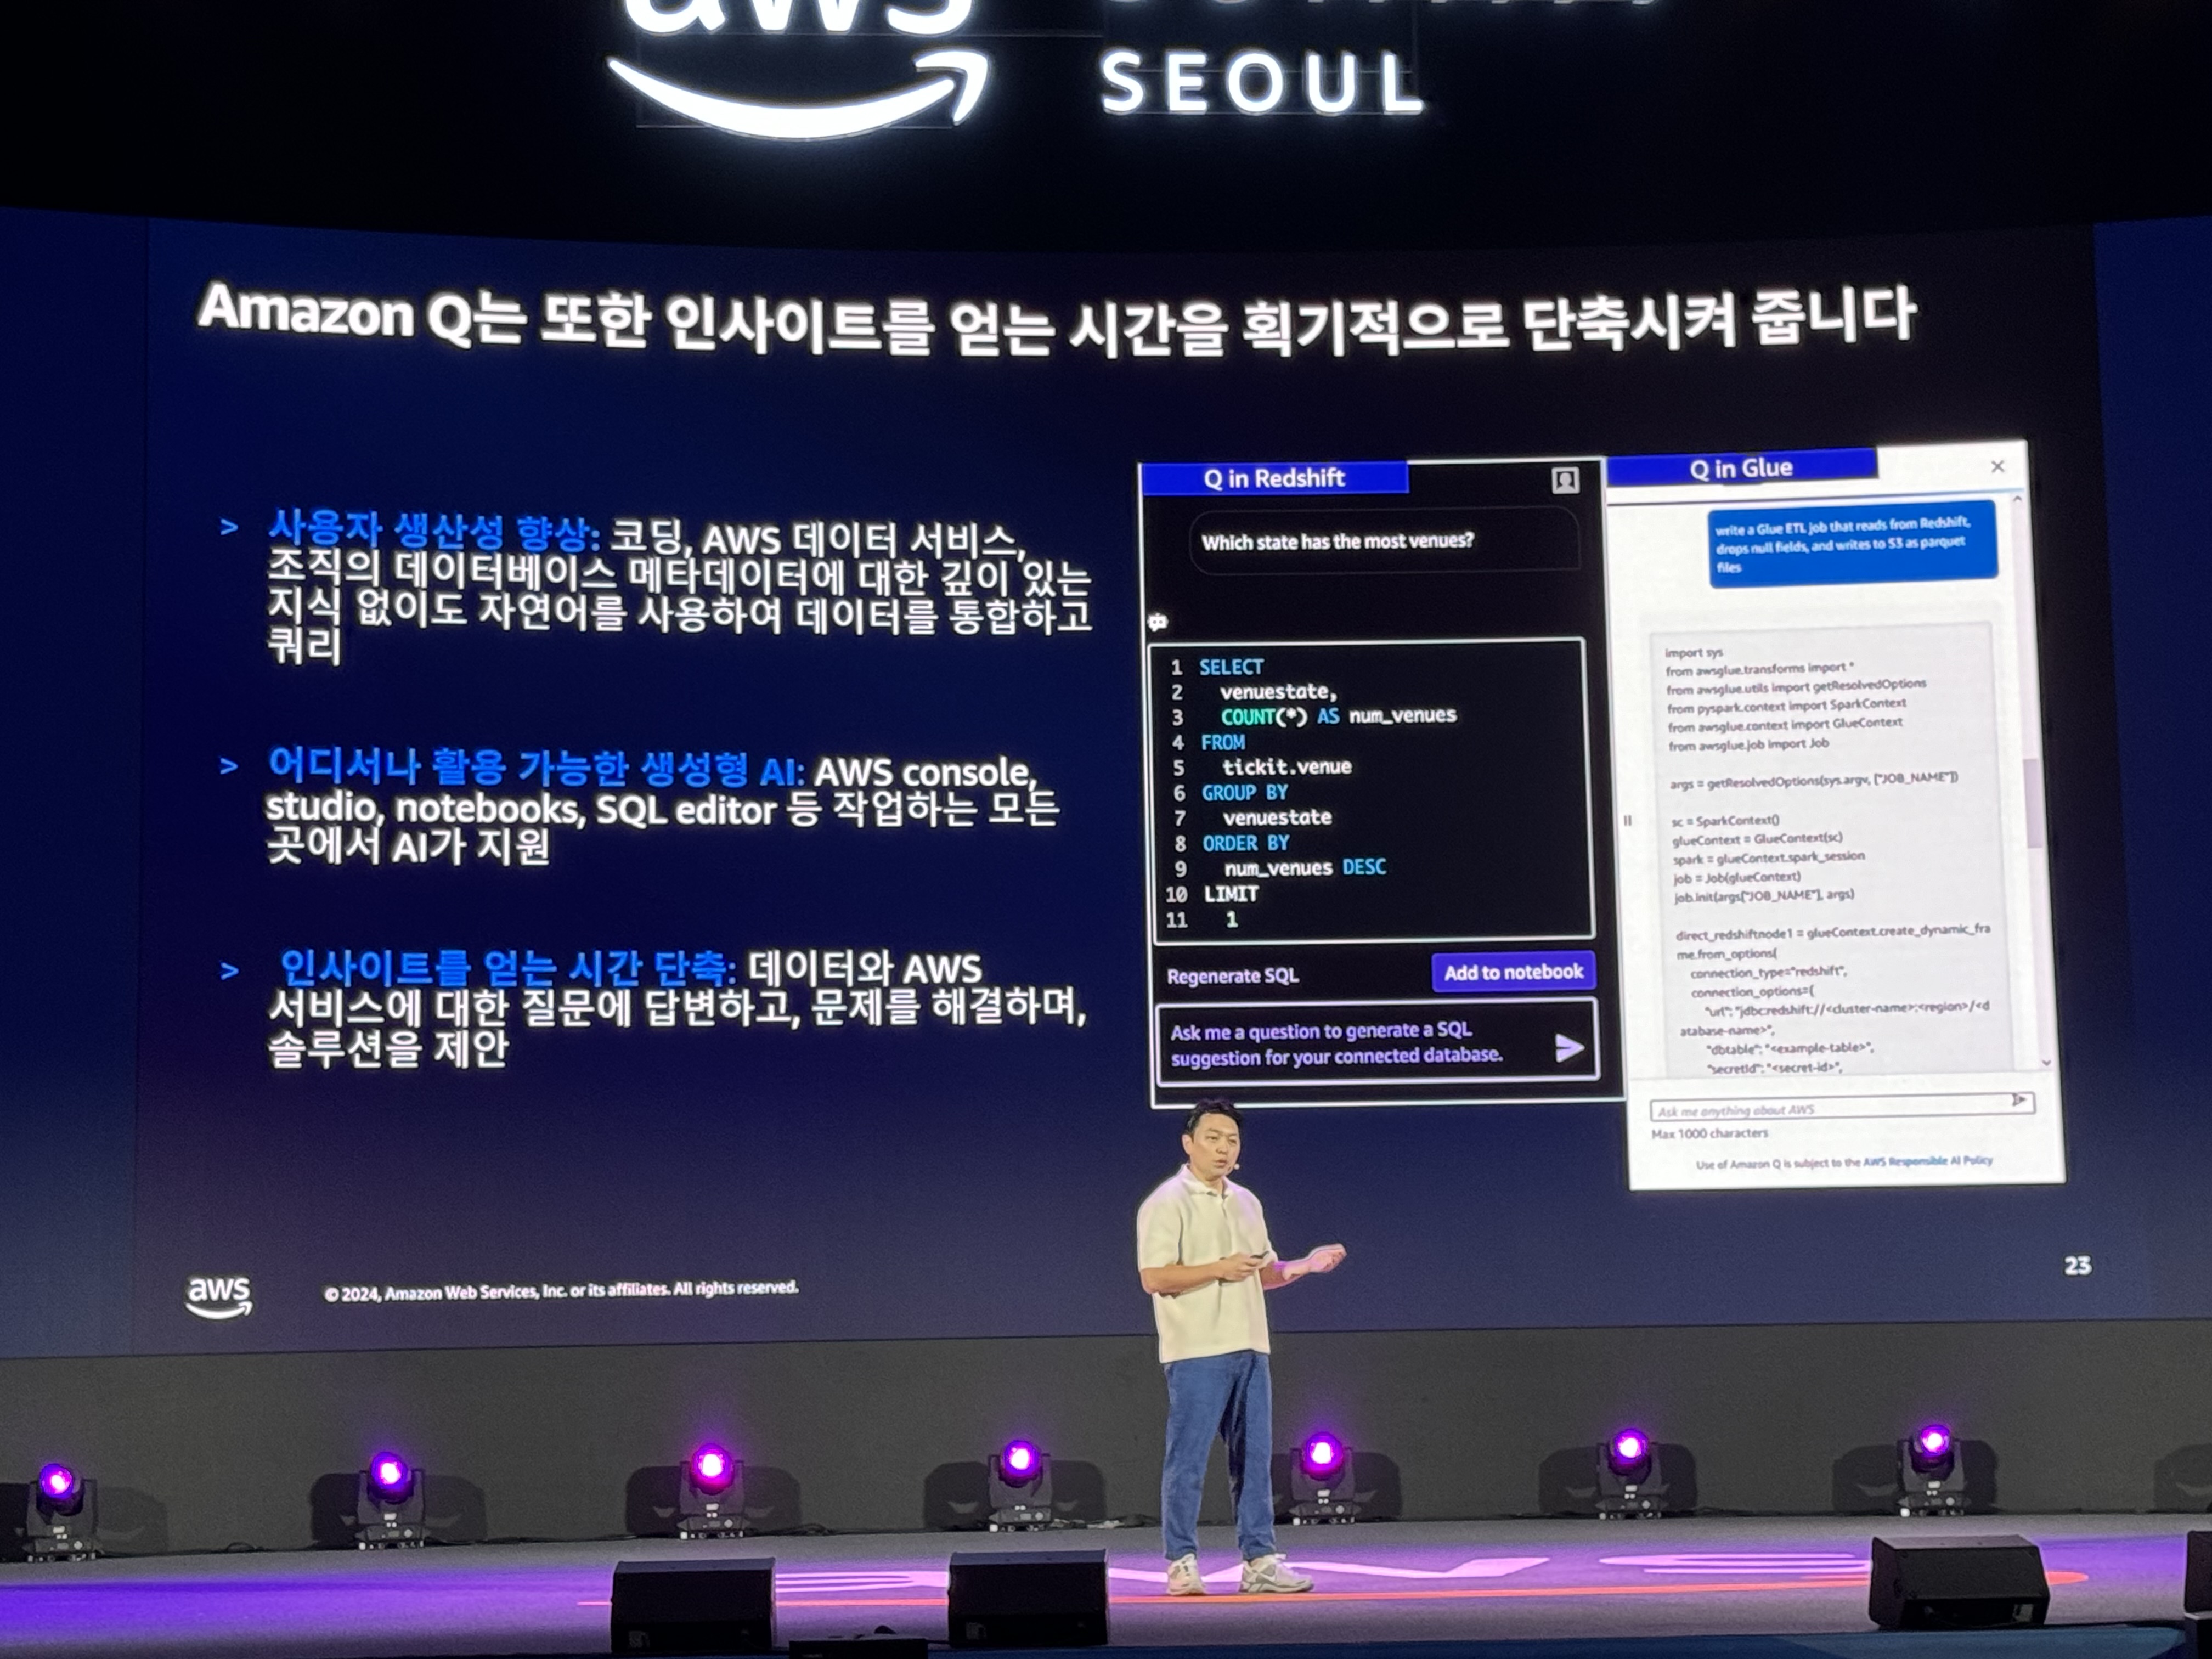 aws
SEOUL
Amazon Q는 또한 인사이트를 얻는 시간을 획기적으로 단축시켜 줍니다
> 사용자 생산성 향상: 코딩, AWS 데이터 서비스,
조직의 데이터베이스 메타데이터에 대한 깊이 있는
지식 없이도 자연어를 사용하여 데이터를 통합하고
쿼리
> 어디서나 활용 가능한 생성형 AI: AWS console,
studio, notebooks, SQL editor 등 작업하는 모든
곳에서 AI가 지원
> 인사이트를 얻는 시간 단축: 데이터와 AWS
서비스에 대한 질문에 답변하고, 문제를 해결하며,
솔루션을 제안
Q in Redshift
Which state has the most venues?
1 SELECT
2 venuestate,
3 COUNT(*) AS num_venues
4 FROM
5 tickit.venue
6 GROUP BY
7 venuestate
8 ORDER BY
9 num_venues DESC
10 LIMIT
11 1
Regenerate SQL
Add to notebook
Ask me a question to generate a SQL
suggestion for your connected database.
Q in Glue
write a Glue ETL job that reads from Redshift,
drops null fields, and writes to S3 as parquet
files
import sys
from awsglue.transforms import *
from awsglue.utils import getResolvedOptions
from pyspark.context import SparkContext
from awsglue.context import GlueContext
from awsglue.job import Job
args = getResolvedOptions(sys.argv, ["JOB_NAME"])
sc = SparkContext()
glueContext = GlueContext(sc)
spark = glueContext.spark_session
job = Job(glueContext)
job.init(args["JOB_NAME"], args)
direct_redshiftnode1 = glueContext.create_dynamic_fra
me.from_options(
connection_type="redshift",
connection_options={
"url": "jdbc:redshift://<cluster-name>:<region>/<d
atabase-name>",
"dbtable": "<example-table>",
"secretId": "<secret-id>",
Ask me anything about AWS
Max 1000 characters
Use of Amazon Q is subject to the AWS Responsible AI Policy
aws
© 2024, Amazon Web Services, Inc. or its affiliates. All rights reserved.
23